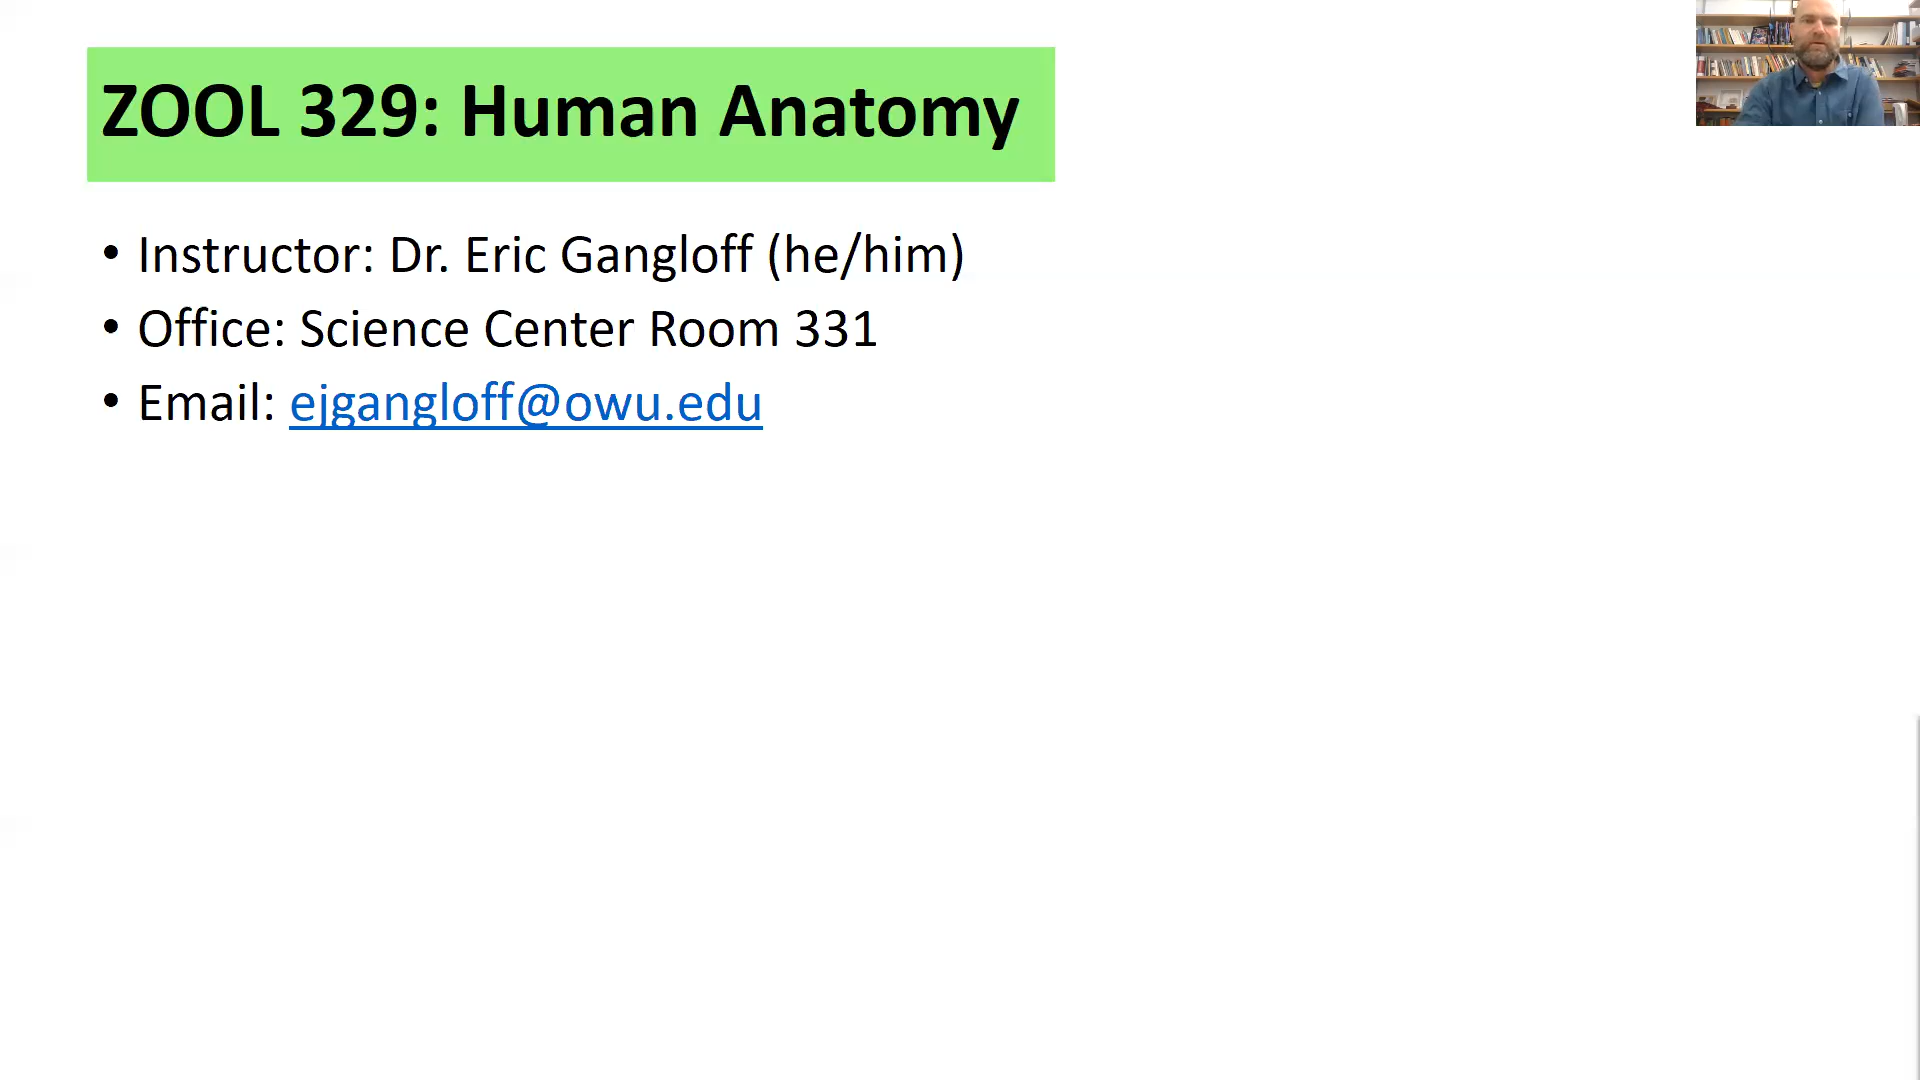 ZOOL 329: Human Anatomy
• Instructor: Dr. Eric Gangloff (he/him)
• Office: Science Center Room 331
• Email: ejgangloff@owu.edu